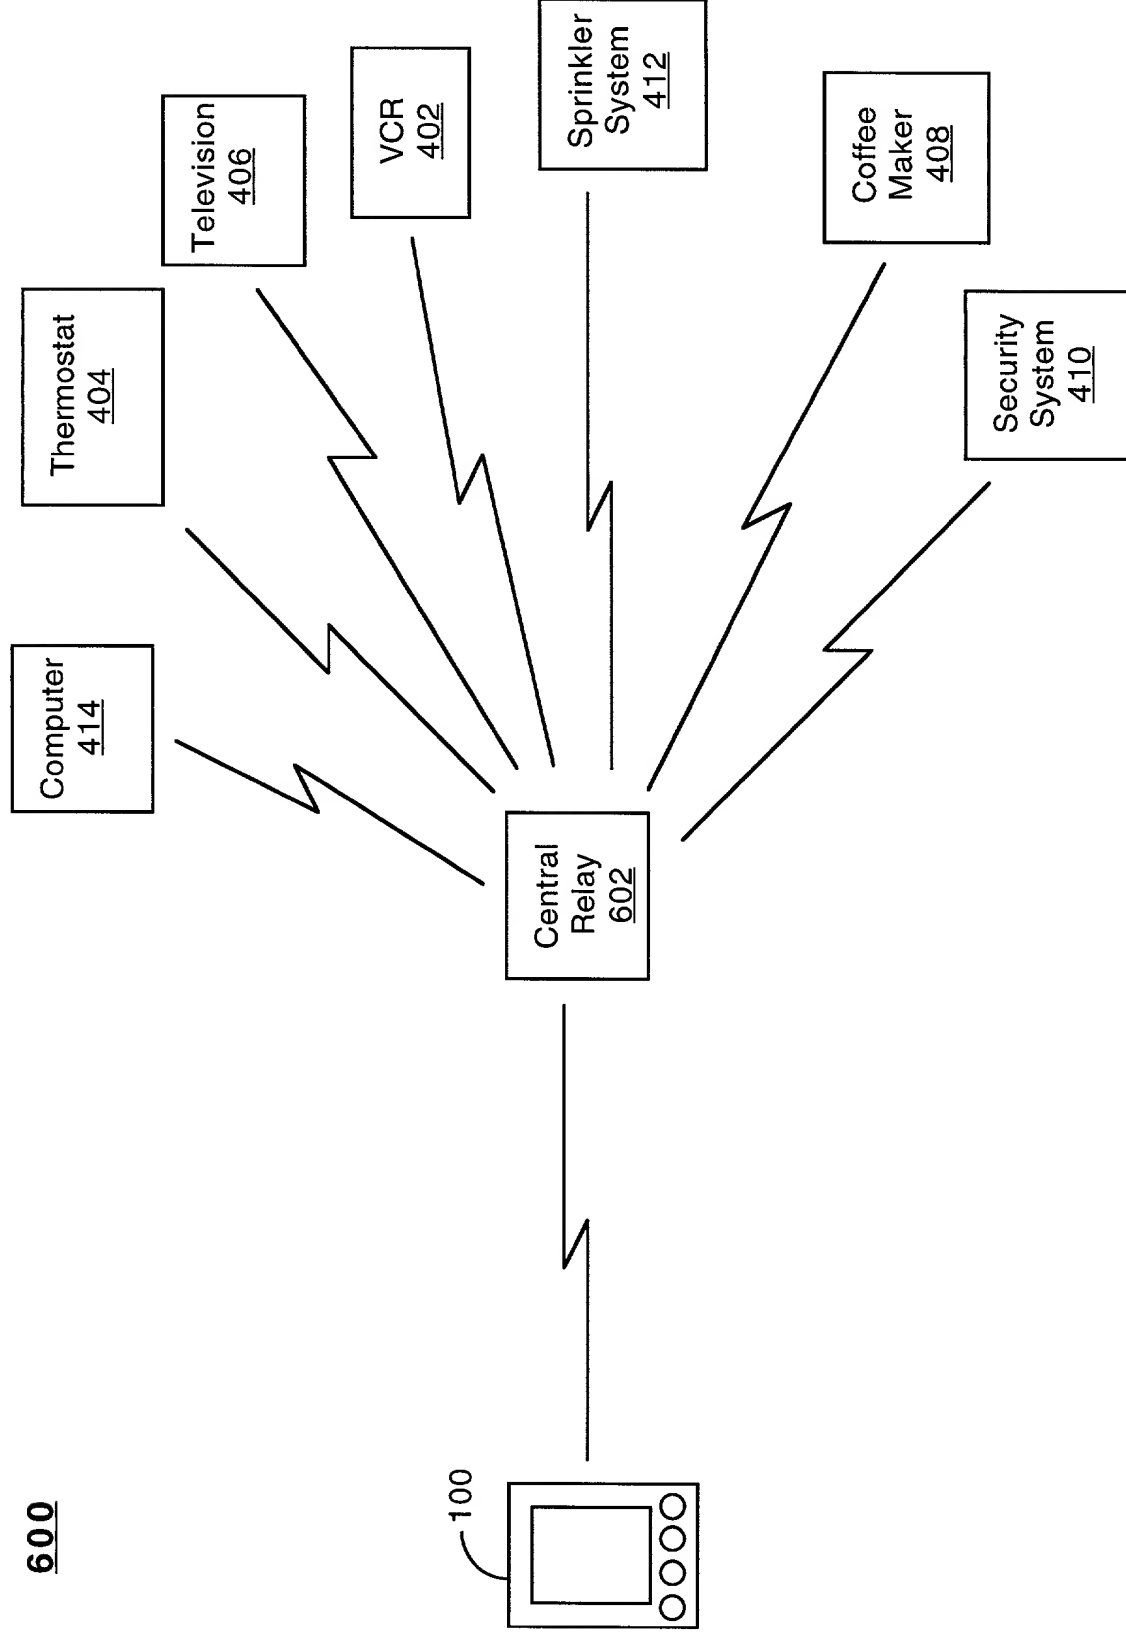 600
100
Central
Relay
602
Computer
414
Thermostat
404
Television
406
VCR
402
Sprinkler
System
412
Coffee
Maker
408
Security
System
410